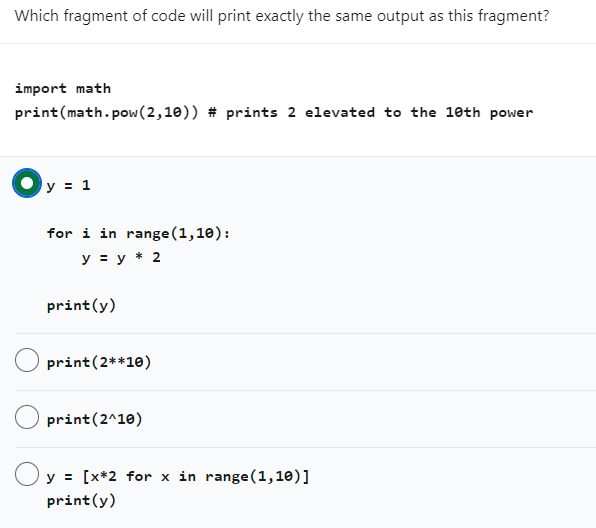 Which fragment of code will print exactly the same output as this fragment?
import math
print(math.pow(2,10)) # prints 2 elevated to the 10th power
y = 1
for i in range(1,10):
    y = y * 2
print(y)
print(2**10)
print(2^10)
y = [x*2 for x in range(1,10)]
print(y)